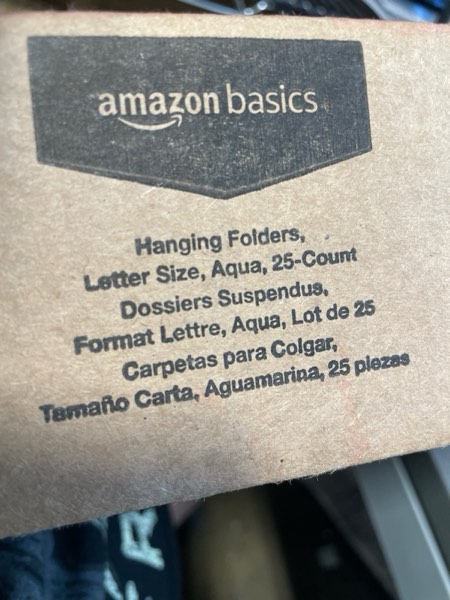 amazon basics
Hanging Folders,
Letter Size, Aqua, 25-Count
Dossiers Suspendus,
Format Lettre, Aqua, Lot de 25
Carpetas para Colgar,
Tamaño Carta, Aguamarina, 25 piezas